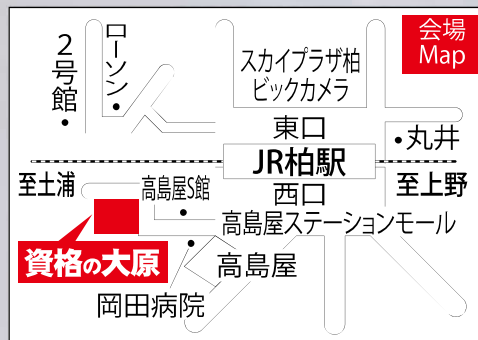 会場
Map
2号館
ローソン
スカイプラザ柏
ビックカメラ
東口
丸井
JR柏駅
至土浦
西口
至上野
高島屋S館
高島屋ステーションモール
資格の大原
高島屋
岡田病院